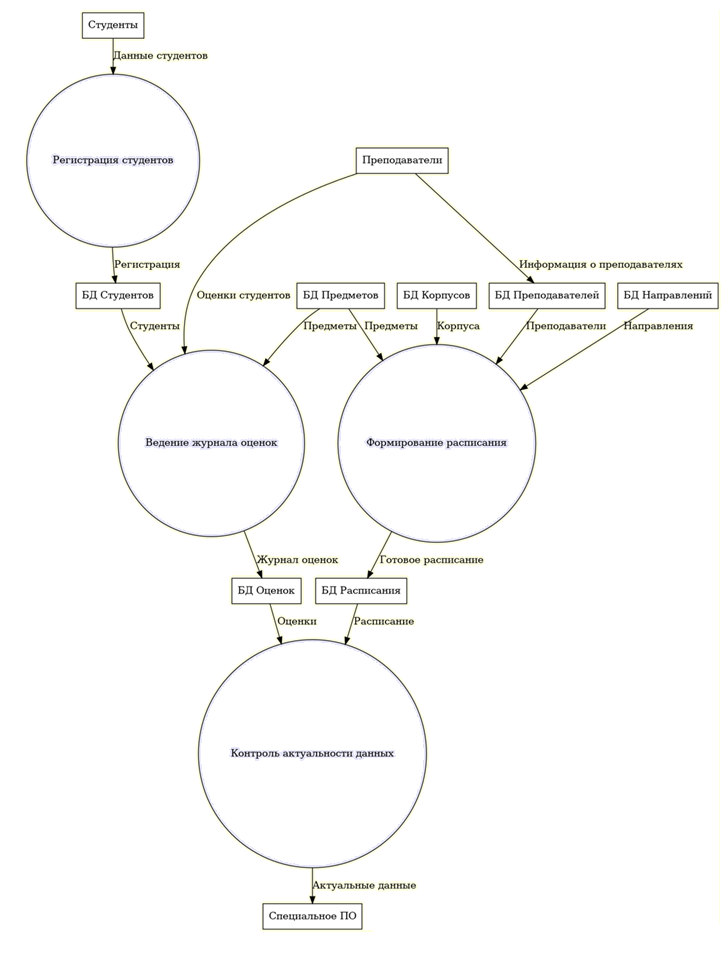 Студенты
Данные студентов
Регистрация студентов
Преподаватели
Регистрация
Информация о преподавателях
БД Студентов
Оценки студентов
БД Предметов
БД Корпусов
БД Преподавателей
БД Направлений
Студенты
Предметы
Предметы
Корпуса
Преподаватели
Направления
Ведение журнала оценок
Формирование расписания
Журнал оценок
Готовое расписание
БД Оценок
БД Расписания
Оценки
Расписание
Контроль актуальности данных
Актуальные данные
Специальное ПО